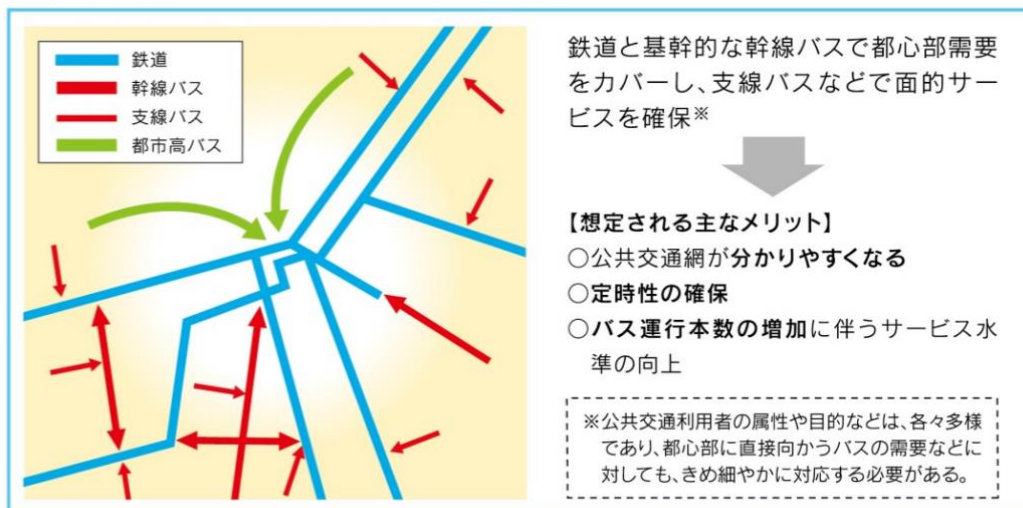 鉄道
幹線バス
支線バス
都市高バス
鉄道と基幹的な幹線バスで都心部需要
をカバーし、支線バスなどで面的サー
ビスを確保※
【想定される主なメリット】
○公共交通網が分かりやすくなる
○定時性の確保
○バス運行本数の増加に伴うサービス水
準の向上
※公共交通利用者の属性や目的などは、各々多様
であり、都心部に直接向かうバスの需要などに
対しても、きめ細やかに対応する必要がある。